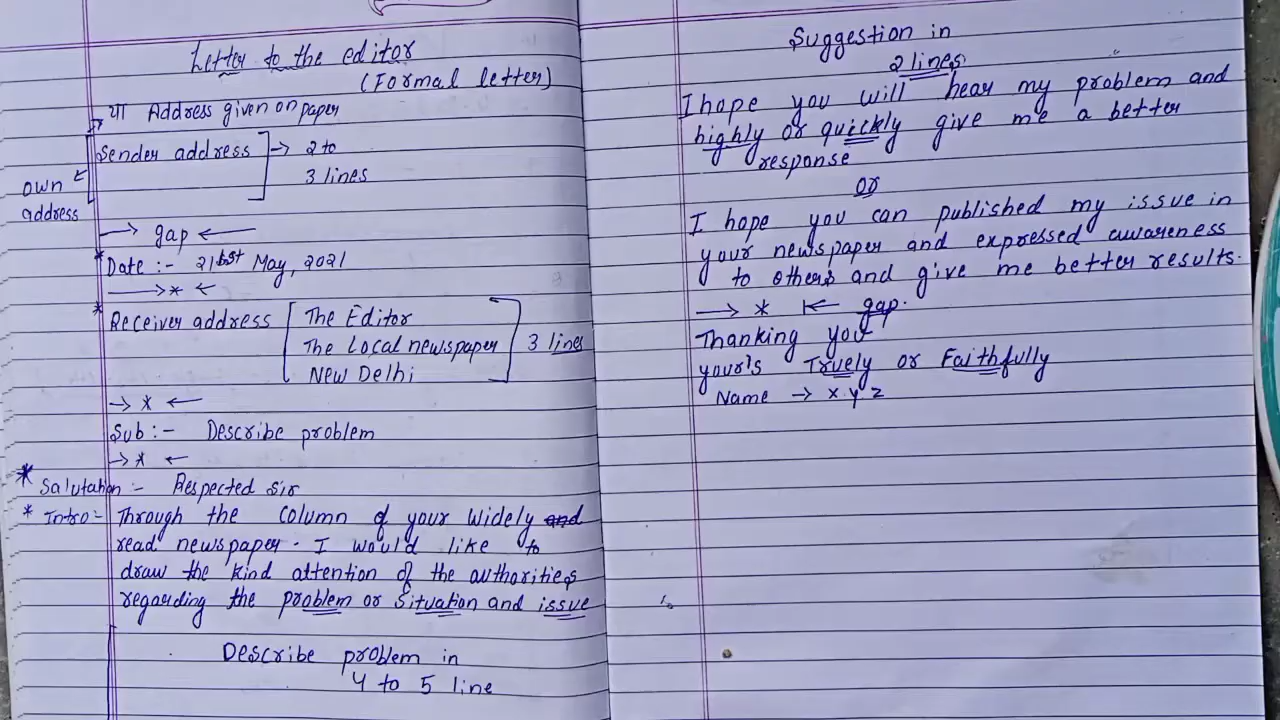 Letter to the editor
(Formal letter)
या Address given on paper
Sender address → 2 to
3 lines
own
address
→ gap ←
* Date :- 21st May, 2021
→ * ←
* Receiver address [ The Editor
The Local newspaper ] 3 lines
New Delhi
→ * ←
Sub :- Describe problem
→ * ←
* Salutation :- Respected Sir
* Intro :- Through the column of your widely and
read newspaper. I would like to
draw the kind attention of the authorities
regarding the problem or situation and issue
Describe problem in
4 to 5 line
Suggestion in
2 lines
I hope you will hear my problem and
highly or quickly give me a better
response
or
I hope you can published my issue in
your newspaper and expressed awareness
to others and give me better results.
→ * ← gap.
Thanking you
your's Truely or Faithfully
Name → x y z